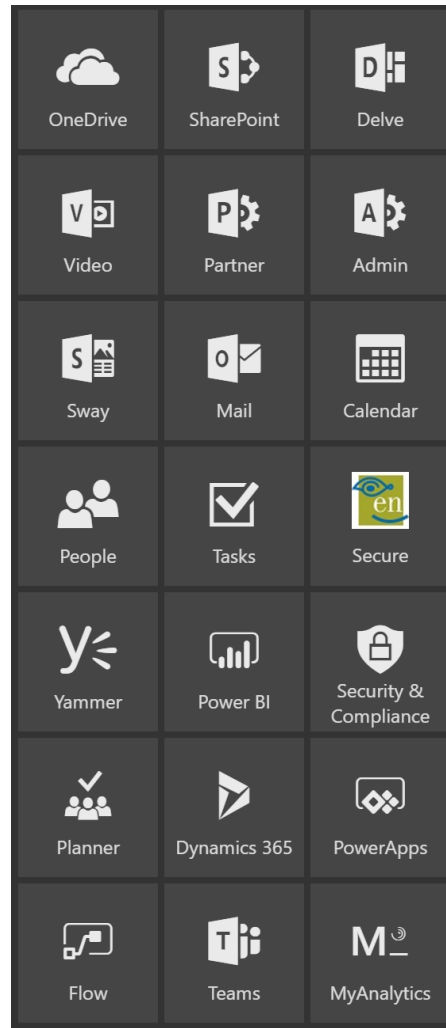 OneDrive
SharePoint
Delve
V
Video
P
Partner
A
Admin
S
Sway
O
Mail
Calendar
People
Tasks
en
Secure
Yammer
Power BI
Security &
Compliance
Planner
Dynamics 365
PowerApps
Flow
T
Teams
M
MyAnalytics